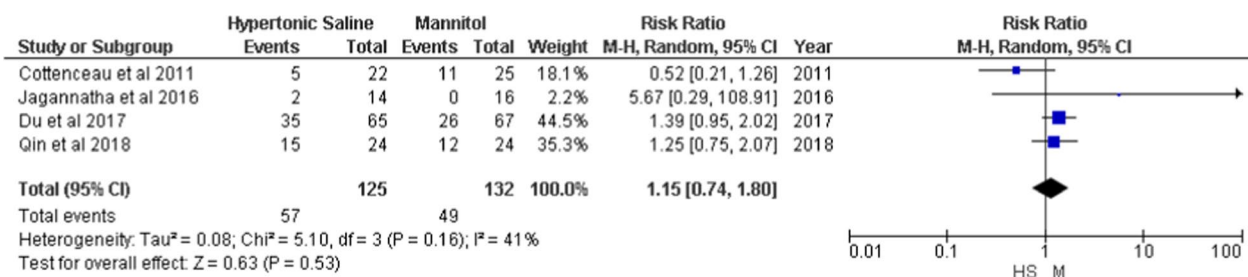 Hypertonic Saline Mannitol Risk Ratio Risk Ratio
Study or Subgroup Events Total Events Total Weight M-H, Random, 95% CI Year M-H, Random, 95% CI
Cottenceau et al 2011 5 22 11 25 18.1% 0.52 [0.21, 1.26] 2011
Jagannatha et al 2016 2 14 0 16 2.2% 5.67 [0.29, 108.91] 2016
Du et al 2017 35 65 26 67 44.5% 1.39 [0.95, 2.02] 2017
Qin et al 2018 15 24 12 24 35.3% 1.25 [0.75, 2.07] 2018
Total (95% CI) 125 132 100.0% 1.15 [0.74, 1.80]
Total events 57 49
Heterogeneity: Tau² = 0.08; Chi² = 5.10, df = 3 (P = 0.16); I² = 41%
Test for overall effect: Z = 0.63 (P = 0.53)
0.01 0.1 1 10 100
HS M